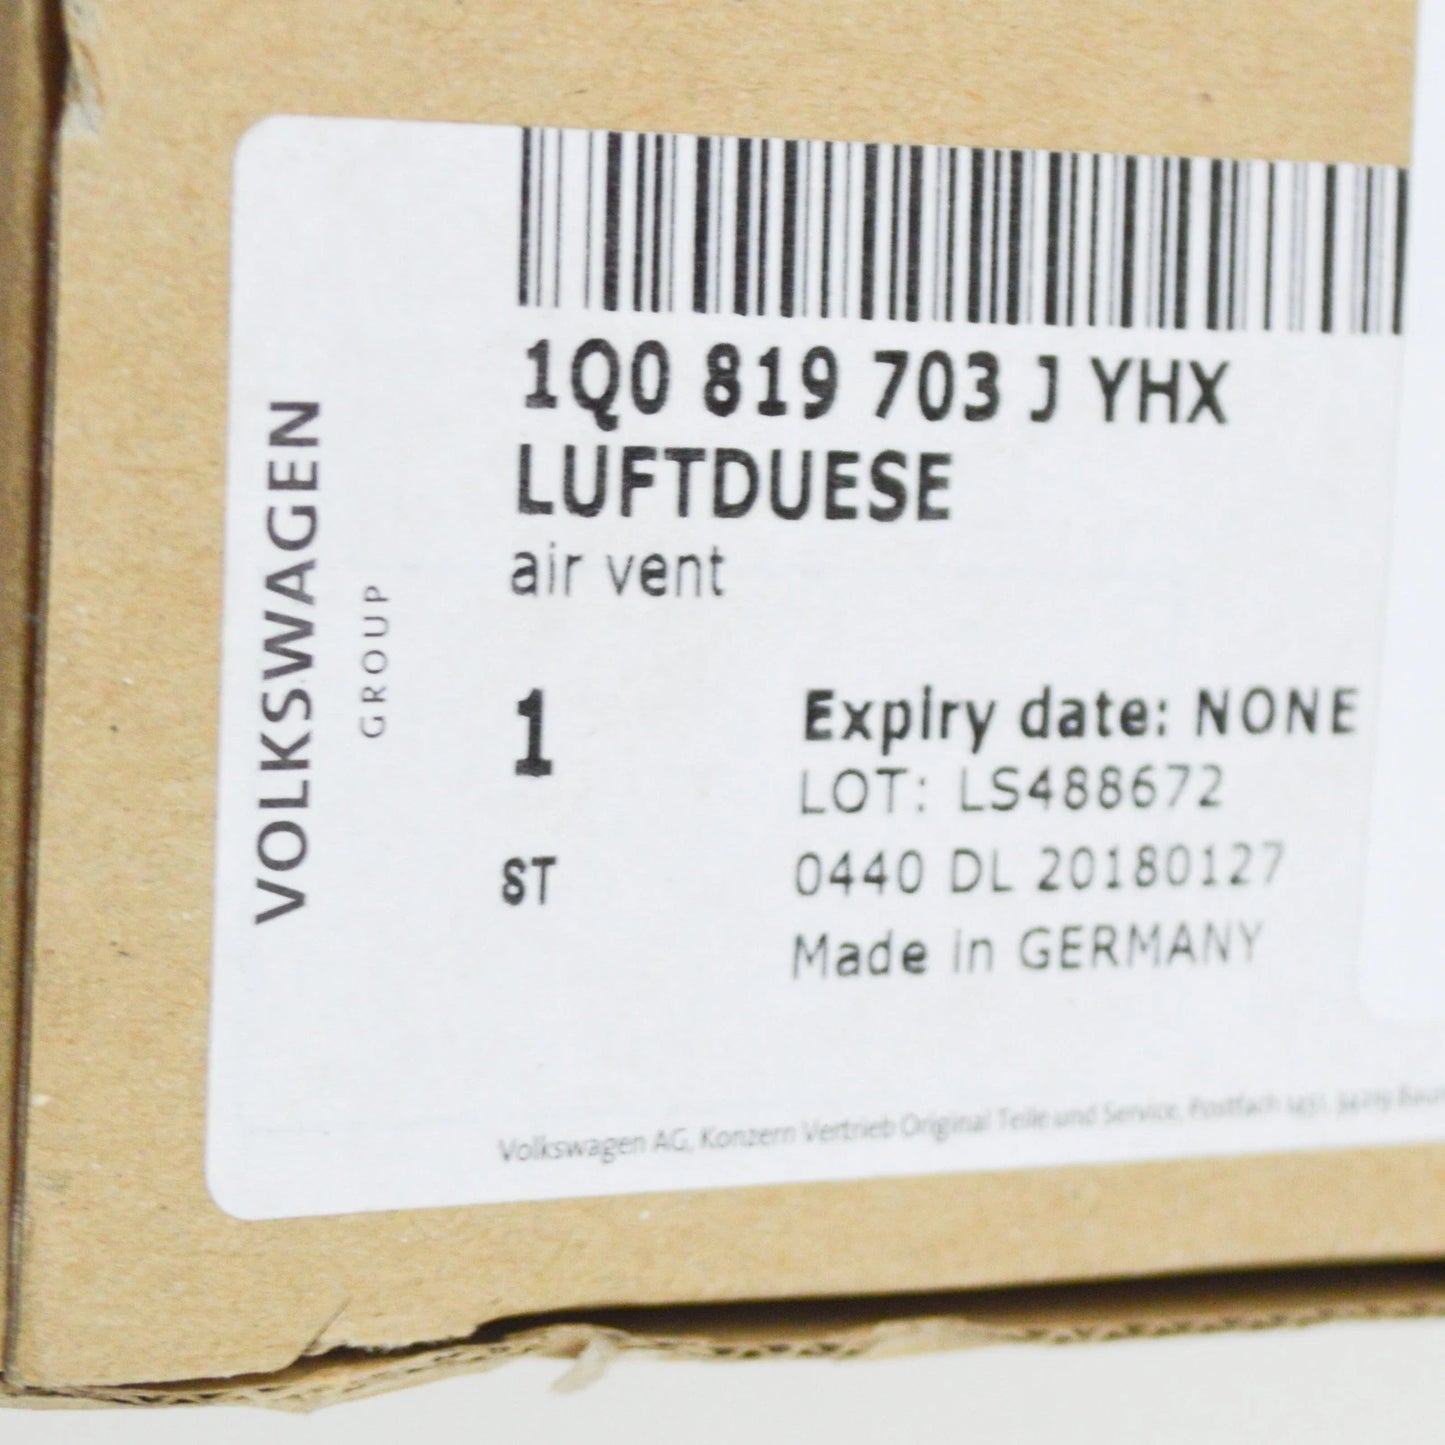 VOLKSWAGEN
GROUP
1Q0 819 703 J YHX
LUFTDUESE
air vent
1
ST
Expiry date: NONE
LOT: LS488672
0440 DL 20180127
Made in GERMANY
Volkswagen AG, Konzern Vertrieb Original Teile und Service, Postfach